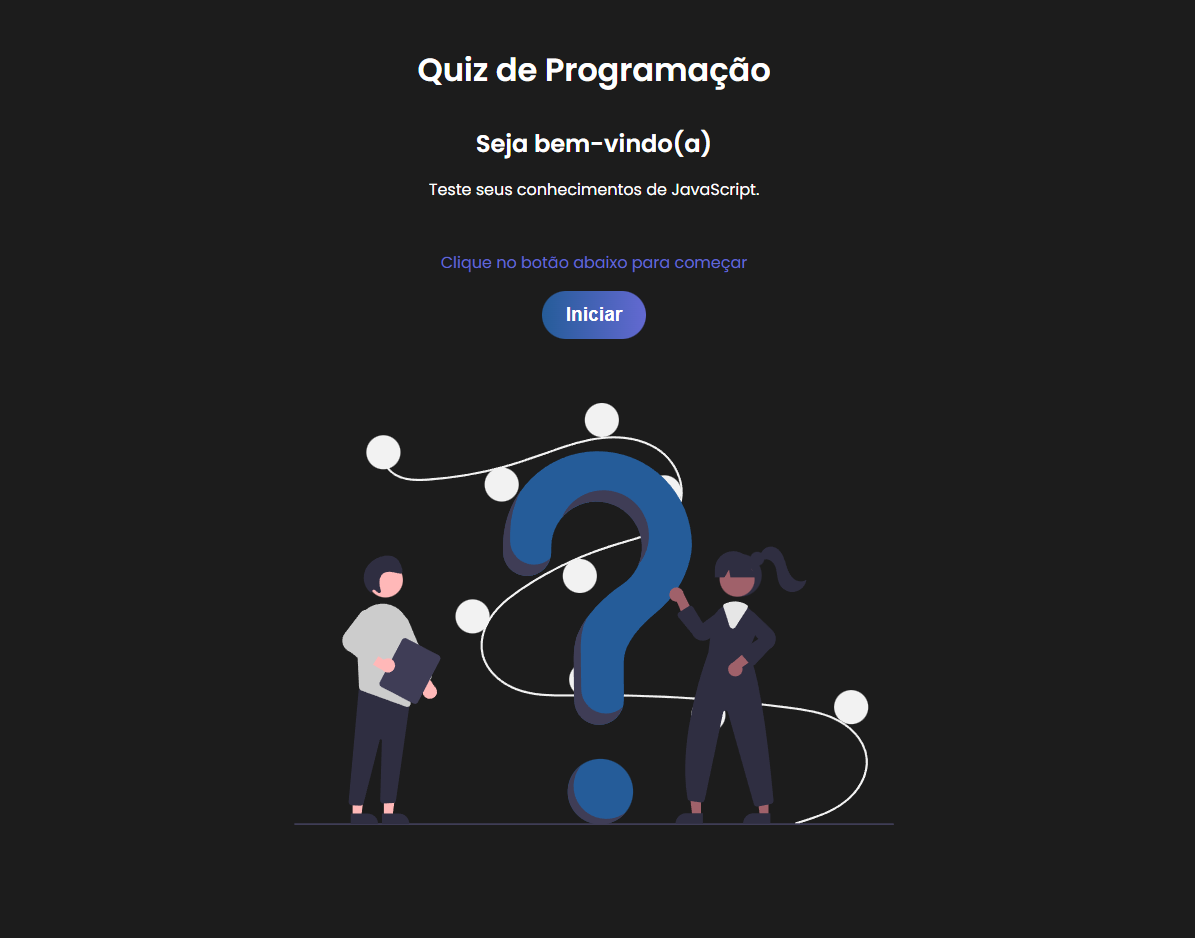 Quiz de Programação
Seja bem-vindo(a)
Teste seus conhecimentos de JavaScript.
Clique no botão abaixo para começar
Iniciar